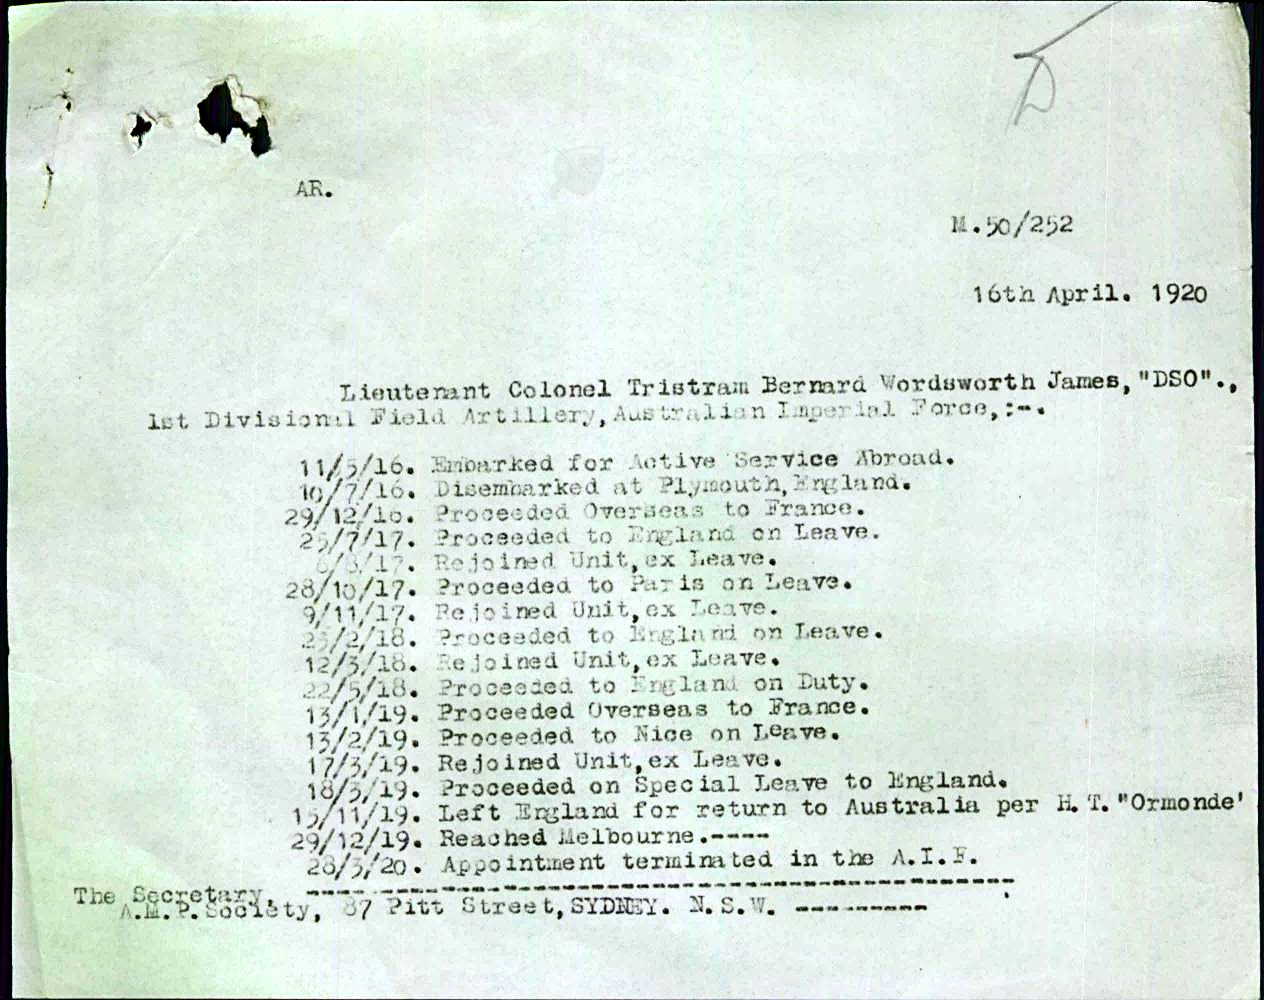 AR.
M.50/252
16th April. 1920
Lieutenant Colonel Tristram Bernard Wordsworth James,"DSO".,
1st Divisional Field Artillery,Australian Imperial Force,:-.
11/5/16. Embarked for Active Service Abroad.
10/7/16. Disembarked at Plymouth,England.
29/12/16. Proceeded Overseas to France.
25/7/17. Proceeded to England on Leave.
6/8/17. Rejoined Unit,ex Leave.
28/10/17. Proceeded to Paris on Leave.
9/11/17. Rejoined Unit,ex Leave.
/2/18. Proceeded to England on Leave.
12/3/18. Rejoined Unit,ex Leave.
22/5/18. Proceeded to England on Duty.
13/1/19. Proceeded Overseas to France.
13/2/19. Proceeded to Nice on Leave.
17/3/19. Rejoined Unit,ex Leave.
18/3/19. Proceeded on Special Leave to England.
15/11/19. Left England for return to Australia per H.T."Ormonde'
29/12/19. Reached Melbourne.----
28/3/20. Appointment terminated in the A.I.F.
The Secretary,
A.M.P.Society, 87 Pitt Street,SYDNEY. N.S.W. ----------